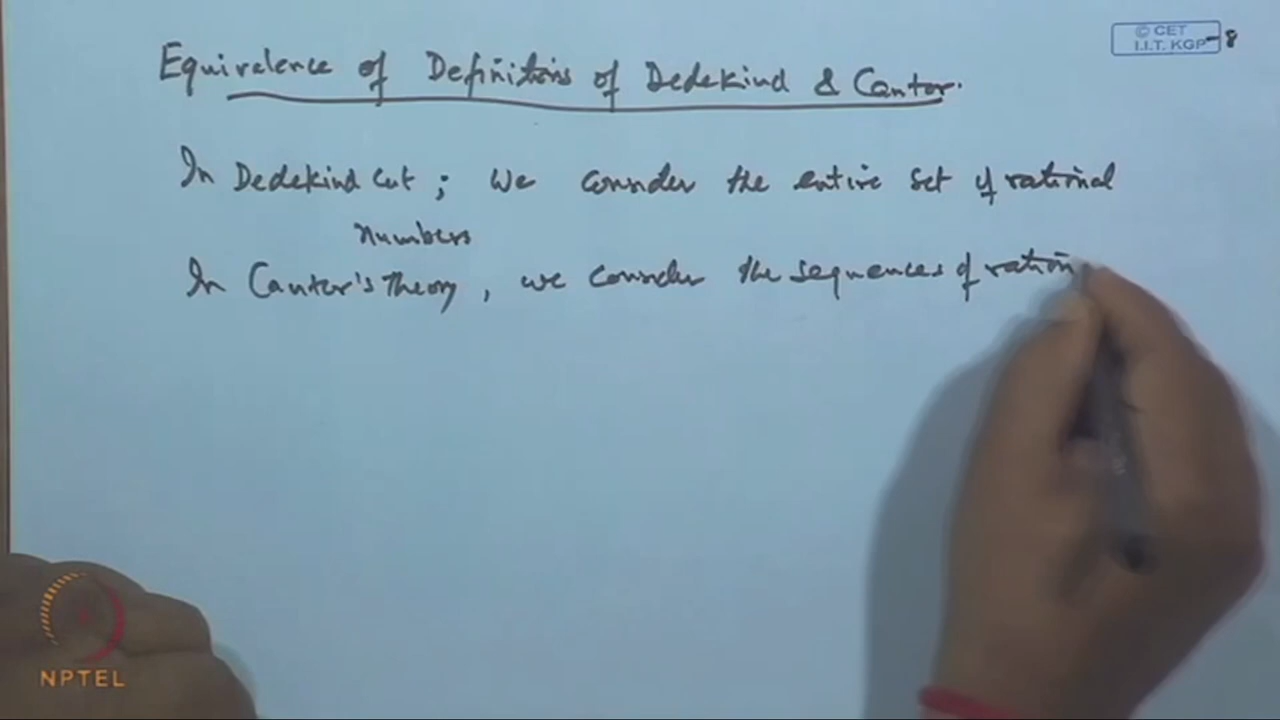 © CET
I.I.T. KGP-8
Equivalence of Definitions of Dedekind & Cantor.
In Dedekind cut ; we consider the entire set of rational
numbers
In Cantor's Theory , we consider the sequences of ration
NPTEL